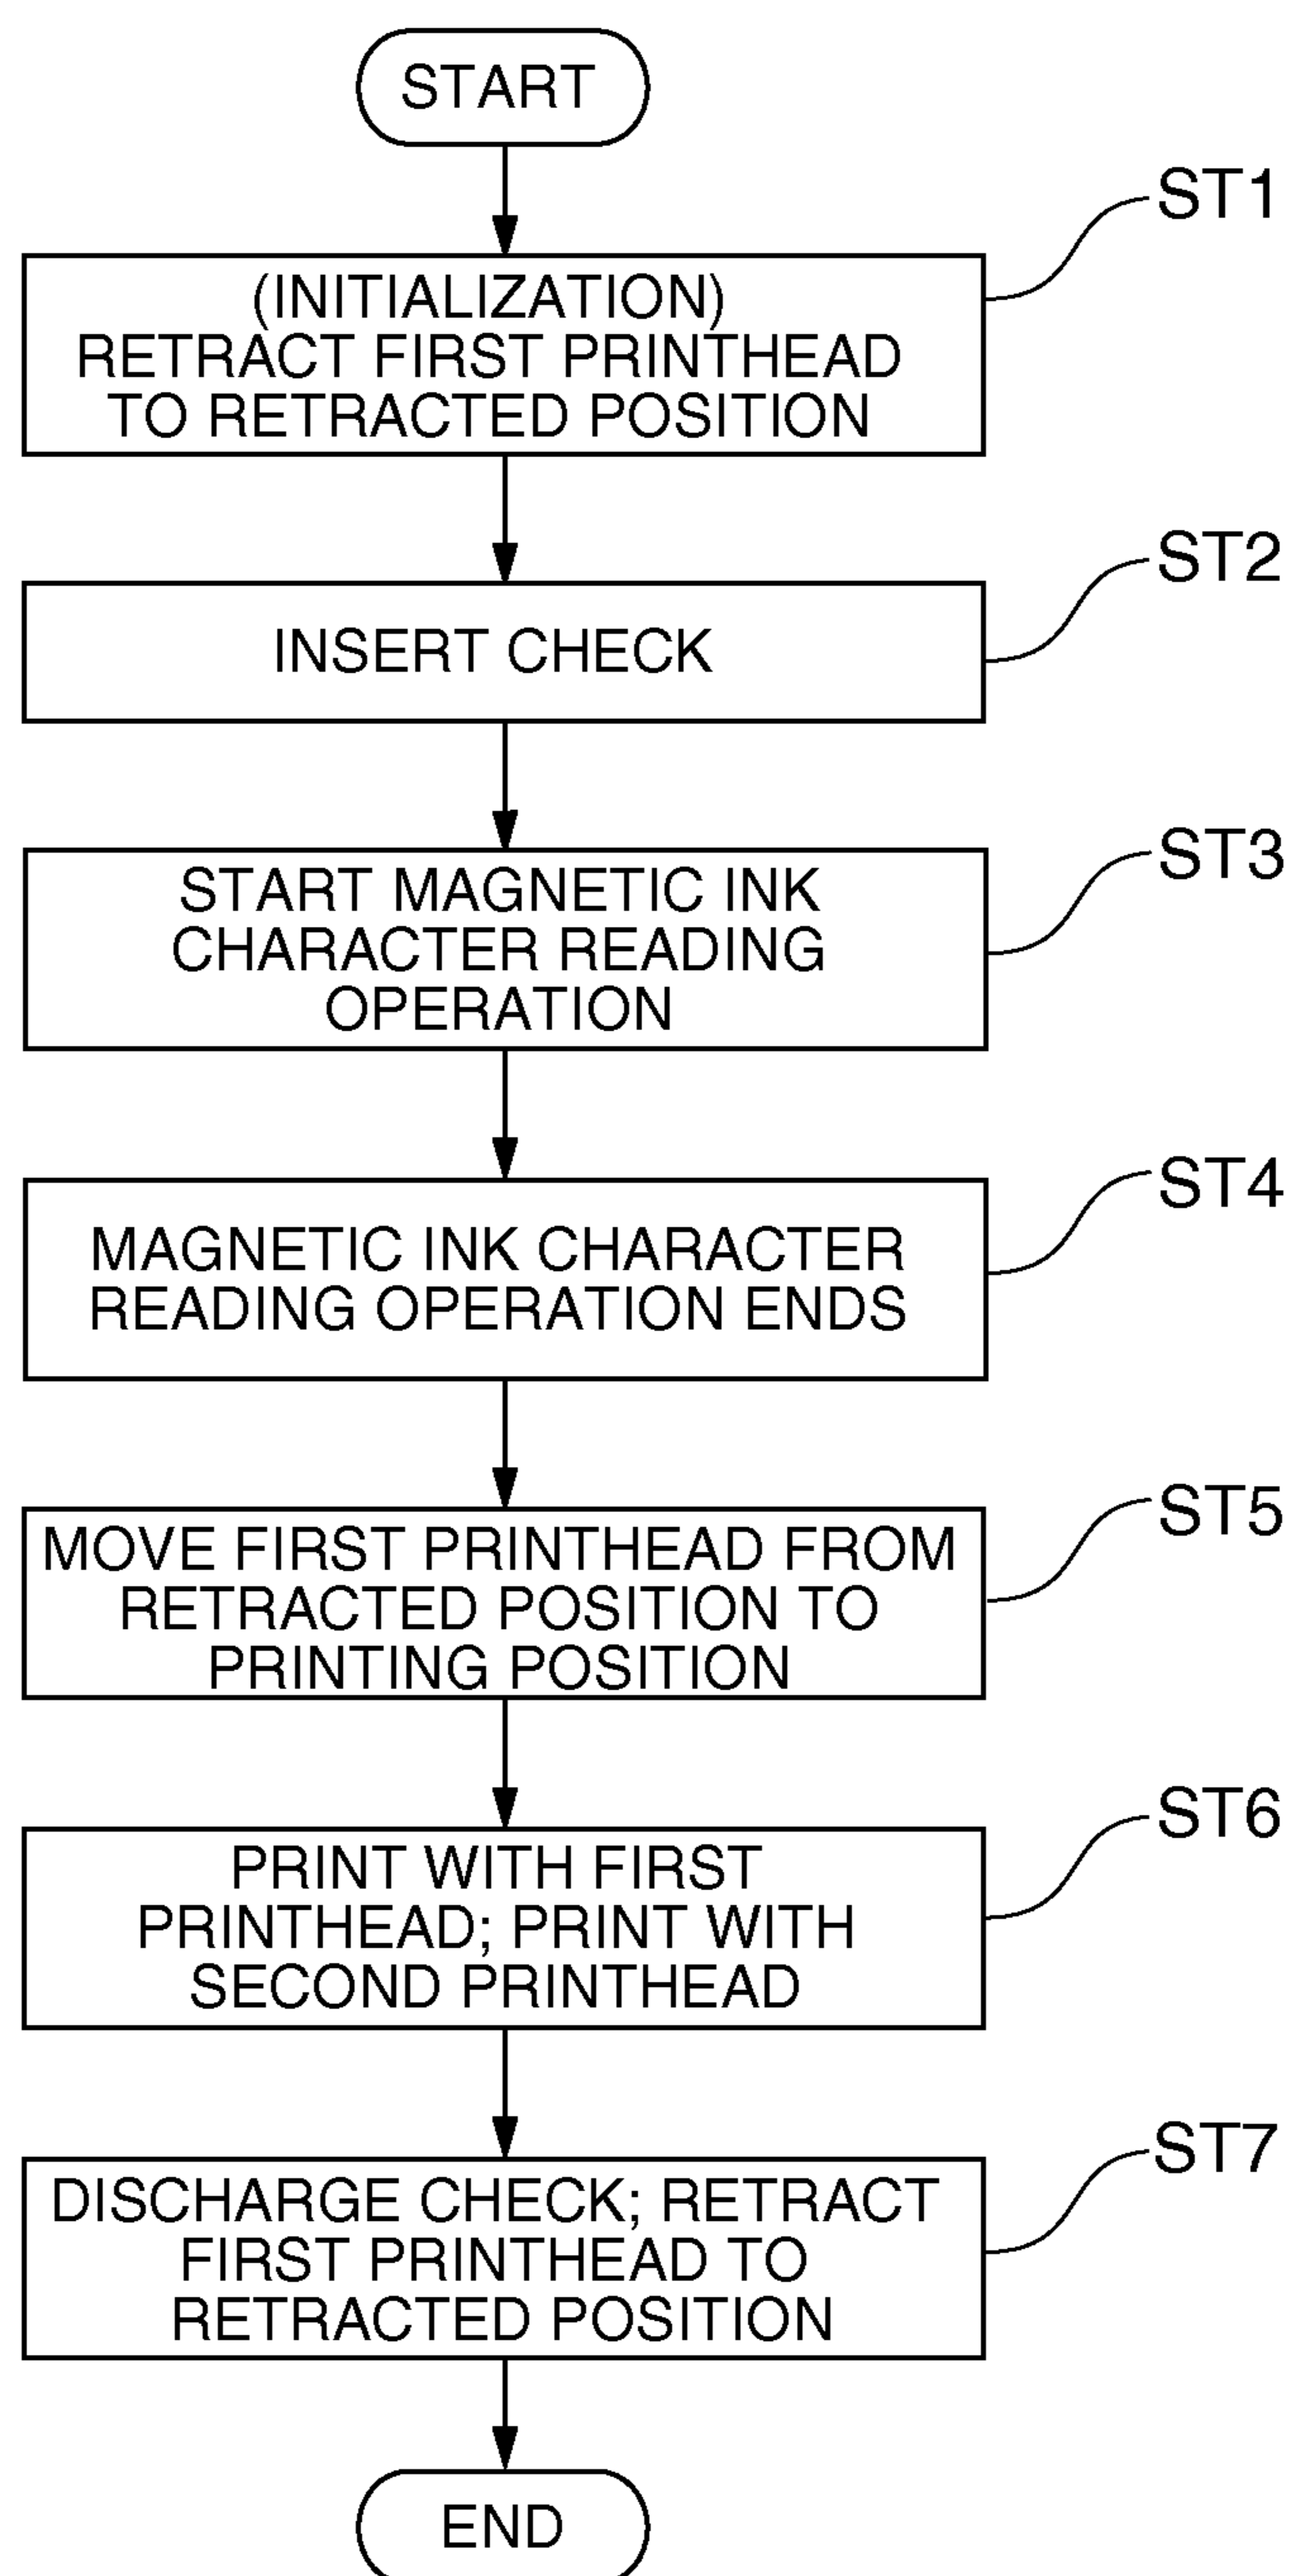 START
ST1
(INITIALIZATION)
RETRACT FIRST PRINTHEAD
TO RETRACTED POSITION
ST2
INSERT CHECK
ST3
START MAGNETIC INK
CHARACTER READING
OPERATION
ST4
MAGNETIC INK CHARACTER
READING OPERATION ENDS
ST5
MOVE FIRST PRINTHEAD FROM
RETRACTED POSITION TO
PRINTING POSITION
ST6
PRINT WITH FIRST
PRINTHEAD; PRINT WITH
SECOND PRINTHEAD
ST7
DISCHARGE CHECK; RETRACT
FIRST PRINTHEAD TO
RETRACTED POSITION
END